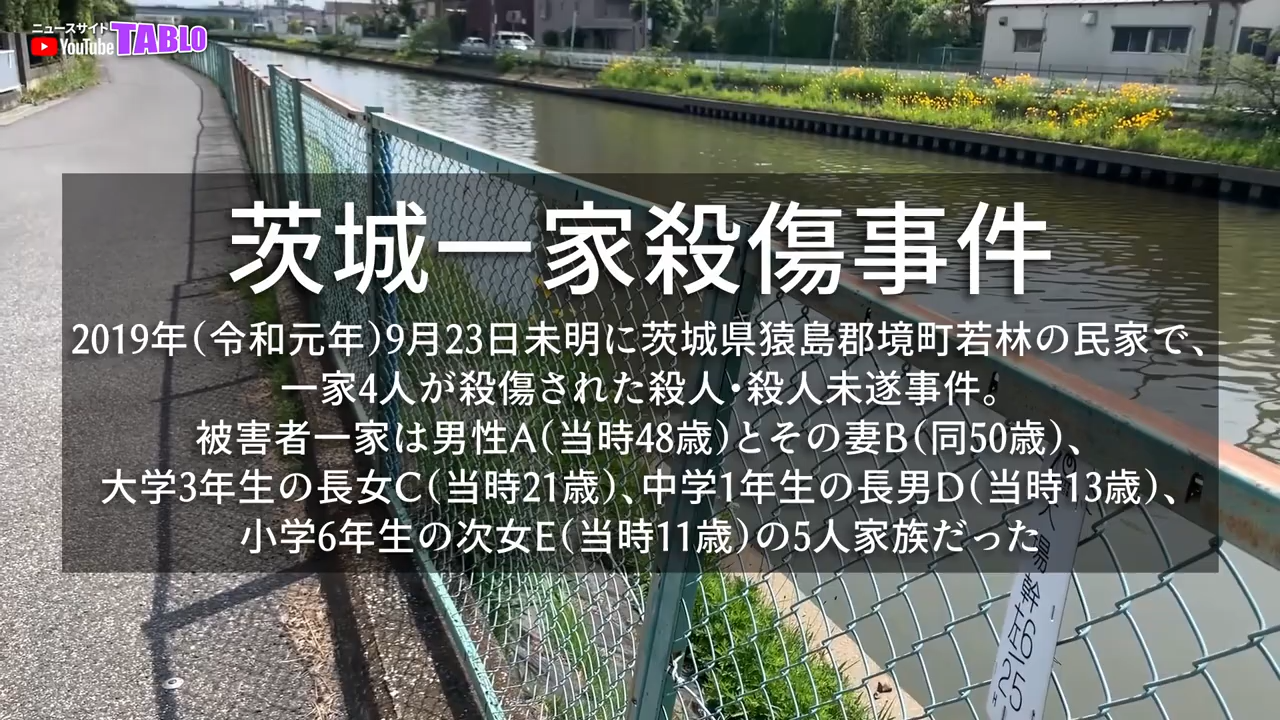 ニュースサイト
YouTube TABLO
茨城一家殺傷事件
2019年(令和元年)9月23日未明に茨城県猿島郡境町若林の民家で、
一家4人が殺傷された殺人・殺人未遂事件。
被害者一家は男性A(当時48歳)とその妻B(同50歳)、
大学3年生の長女C(当時21歳)、中学1年生の長男D(当時13歳)、
小学6年生の次女E(当時11歳)の5人家族だった